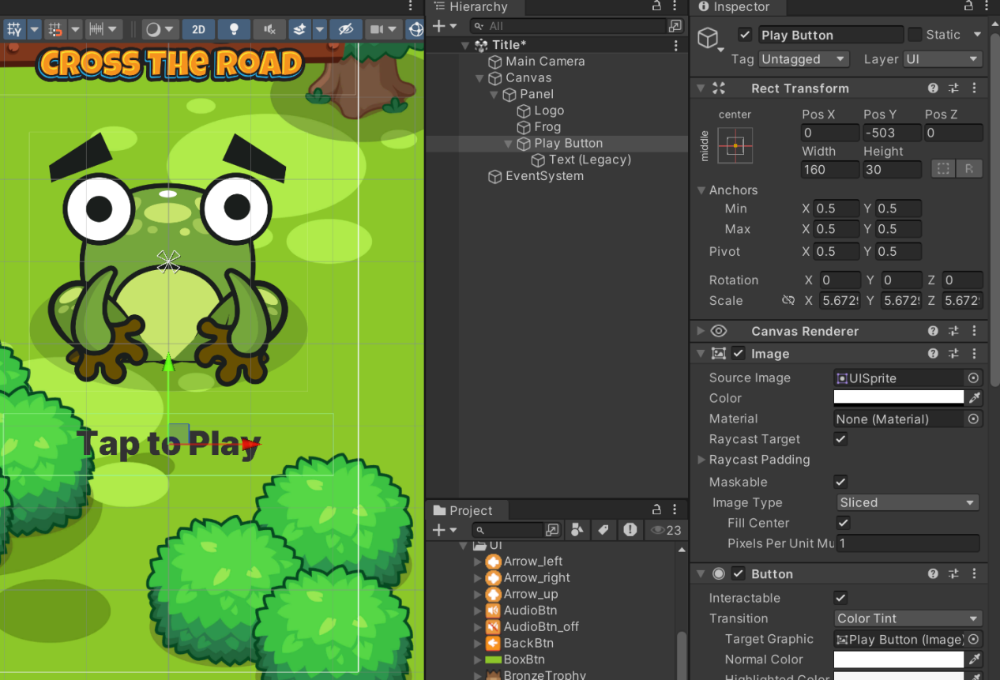 Hierarchy
Inspector
2D
All
Play Button
Static
Title*
Tag Untagged Layer UI
Main Camera
CROSS THE ROAD
Canvas
Rect Transform
Panel
Logo
center
Pos X Pos Y Pos Z
Frog
middle
0 -503 0
Play Button
Width Height
Text (Legacy)
160 30 R
EventSystem
Anchors
Min X 0.5 Y 0.5
Max X 0.5 Y 0.5
Pivot X 0.5 Y 0.5
Rotation X 0 Y 0 Z 0
Scale X 5.672 Y 5.672 Z 5.672
Canvas Renderer
Image
Source Image UISprite
Color
Material None (Material)
Raycast Target
Tap to Play
Raycast Padding
Maskable
Image Type Sliced
Project
Fill Center
23
Pixels Per Unit Mu 1
UI
Arrow_left
Arrow_right
Button
Arrow_up
Interactable
AudioBtn
Transition Color Tint
AudioBtn_off
Target Graphic Play Button (Image)
BackBtn
Normal Color
BoxBtn
BronzeTrophy
Highlighted Color